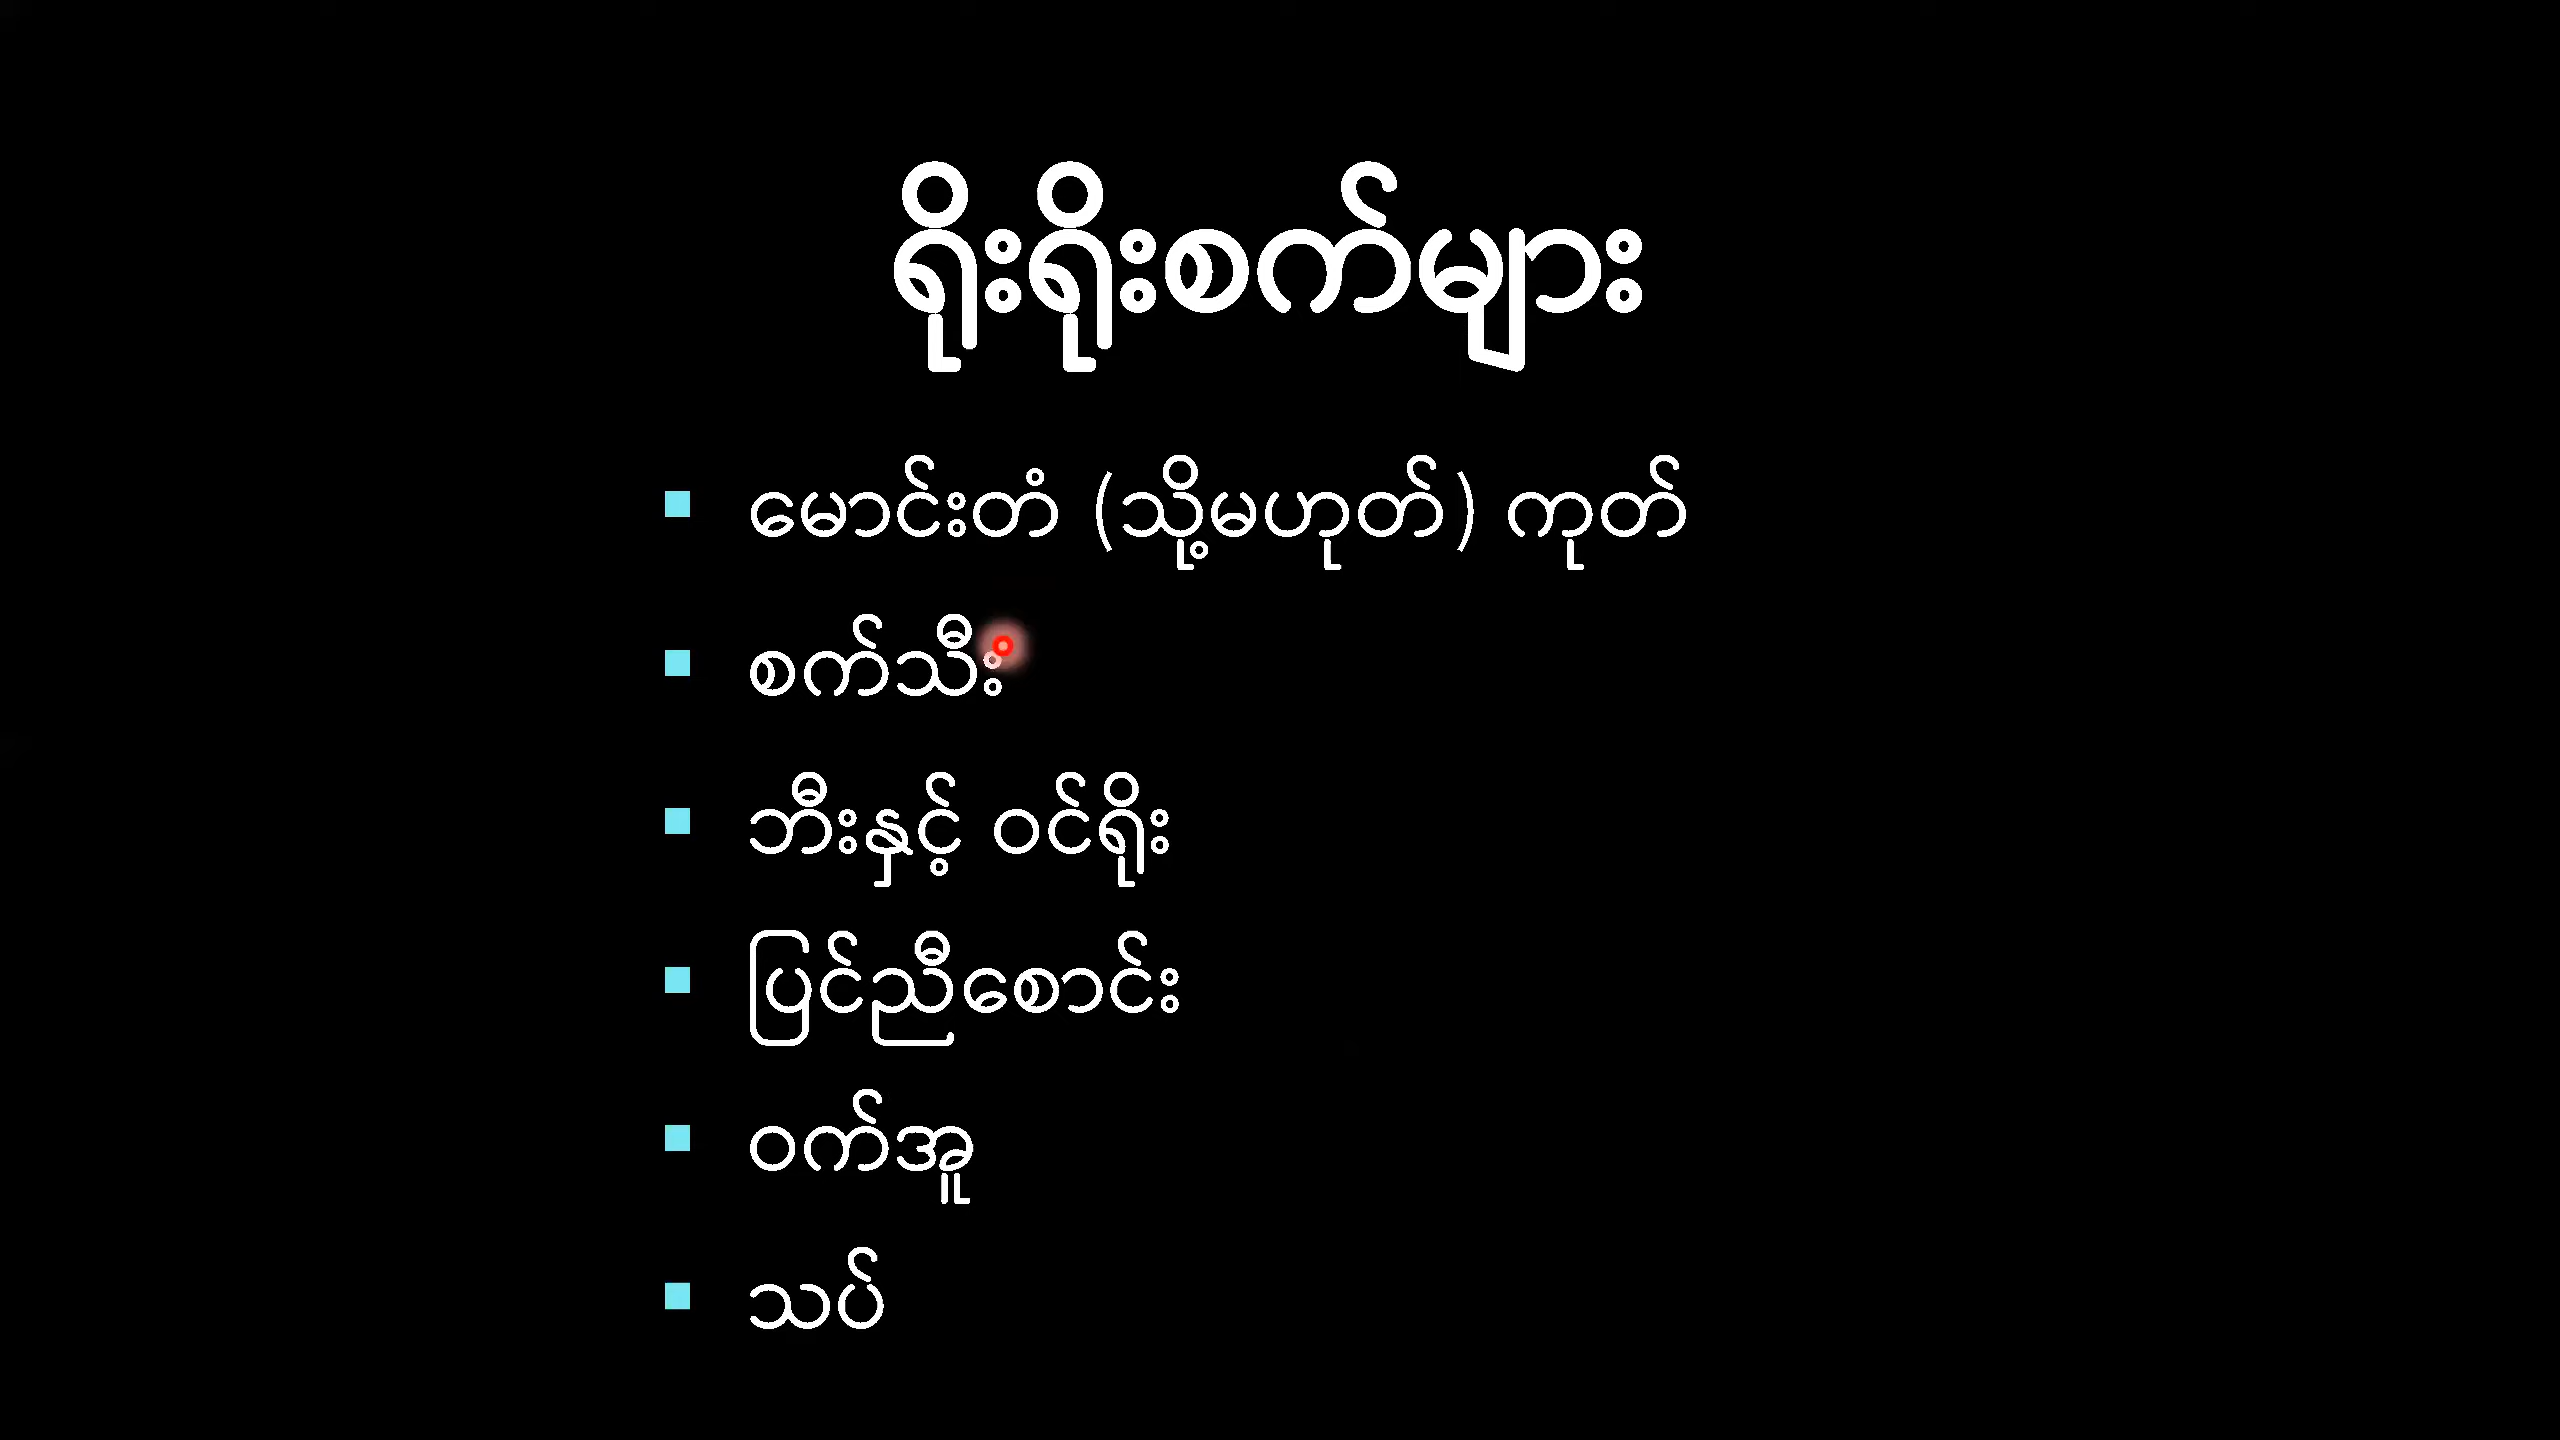 ရိုးရိုးစက်များ
မောင်းတံ (သို့မဟုတ်) ကုတ်
စက်သီး
ဘီးနှင့် ဝင်ရိုး
ပြင်ညီစောင်း
ဝက်အူ
သပ်